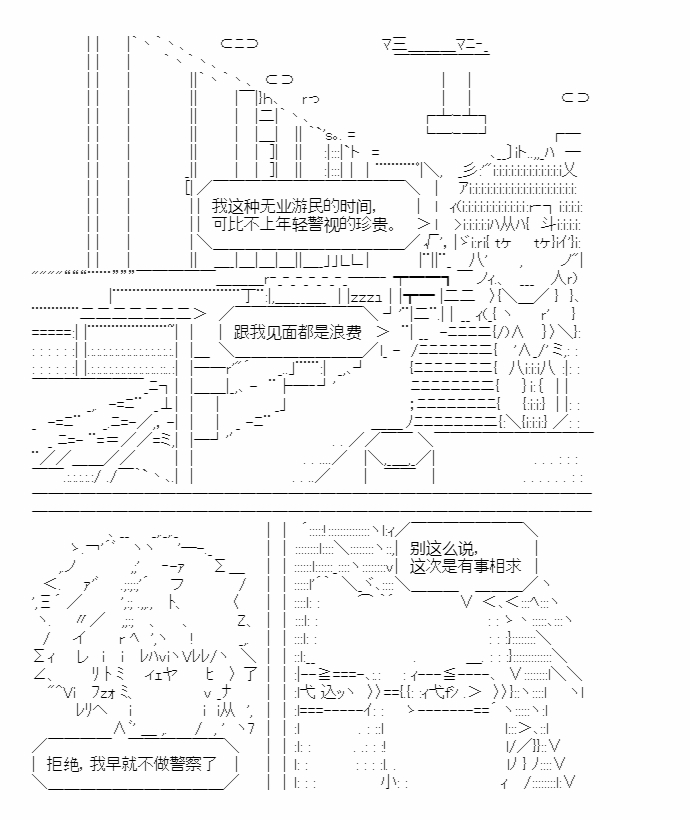 我这种无业游民的时间，
可比不上年轻警视的珍贵。
跟我见面都是浪费
别这么说，
这次是有事相求
拒绝，我早就不做警察了